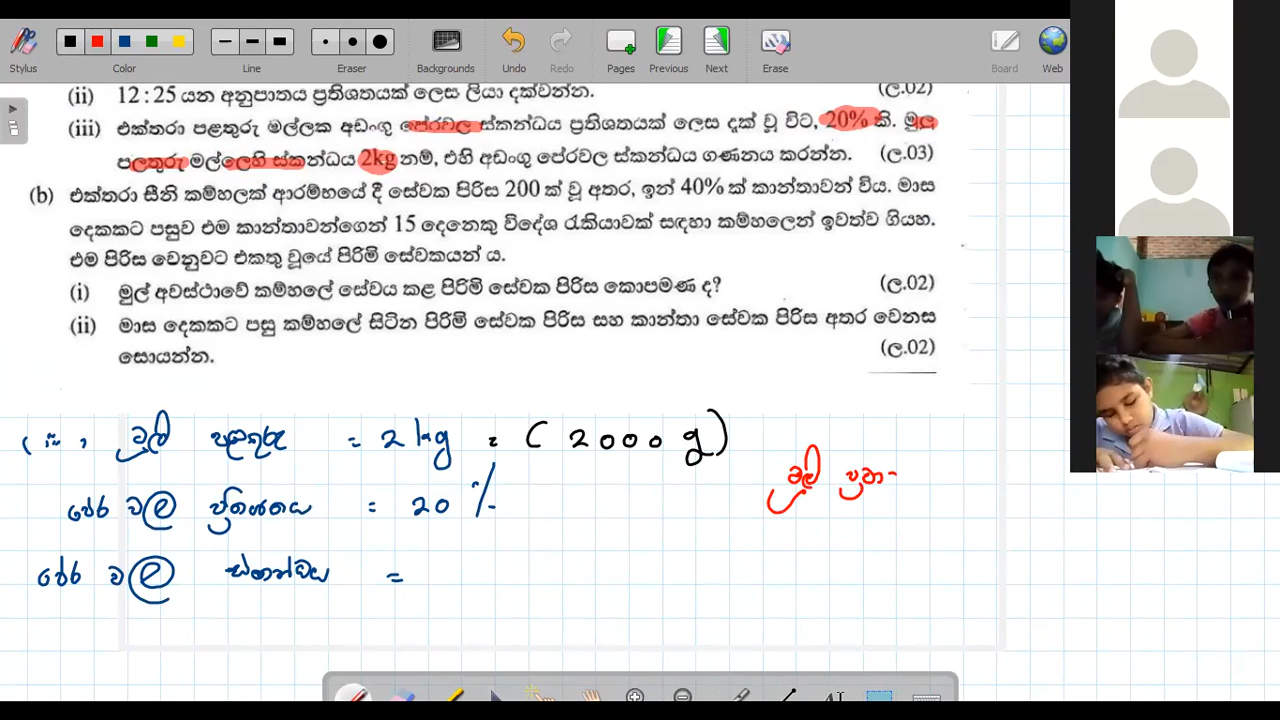 Stylus Color Line Eraser Backgrounds Undo Redo Pages Previous Next Erase Board Web
(ii) 12 : 25 යන අනුපාතය ප්‍රතිශතයක් ලෙස ලියා දක්වන්න. (ල.02)
(iii) එක්තරා පළතුරු මල්ලක අඩංගු පේරවල ස්කන්ධය ප්‍රතිශතයක් ලෙස දැක් වූ විට, 20% කි. මුලු
පලතුරු මල්ලෙහි ස්කන්ධය 2kg නම්, එහි අඩංගු පේරවල ස්කන්ධය ගණනය කරන්න. (ල.03)
(b) එක්තරා සීනි කම්හලක් ආරම්භයේ දී සේවක පිරිස 200 ක් වූ අතර, ඉන් 40% ක් කාන්තාවන් විය. මාස
දෙකකට පසුව එම කාන්තාවන්ගෙන් 15 දෙනෙකු විදේශ රැකියාවක් සඳහා කම්හලෙන් ඉවත්ව ගියහ.
එම පිරිස වෙනුවට එකතු වූයේ පිරිමි සේවකයන් ය.
(i) මුල් අවස්ථාවේ කම්හලේ සේවය කළ පිරිමි සේවක පිරිස කොපමණ ද? (ල.02)
(ii) මාස දෙකකට පසු කම්හලේ සිටින පිරිමි සේවක පිරිස සහ කාන්තා සේවක පිරිස අතර වෙනස
සොයන්න. (ල.02)
(iii) මුලු පළතුරු = 2 kg = (2000 g)
පේර වල ප්‍රතිශතය = 20 %
පේර වල ස්කන්ධය =
මුළු